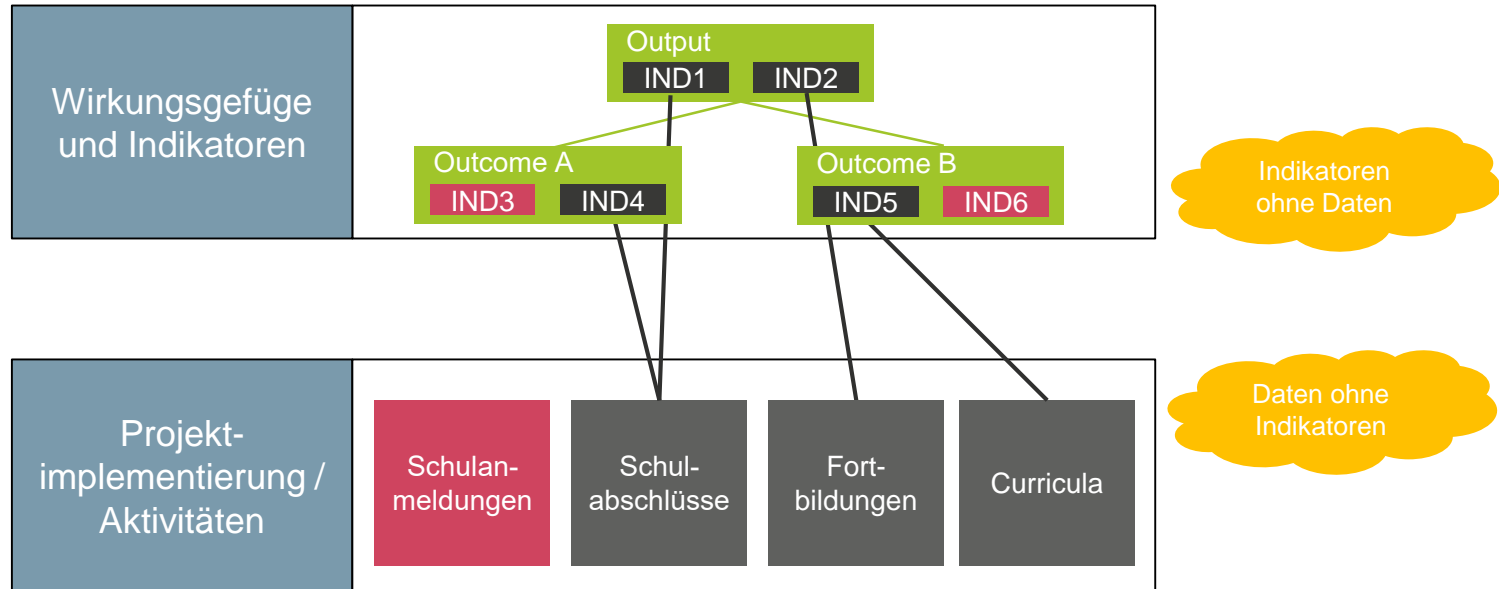 Wirkungsgefüge
und Indikatoren
Output
IND1
IND2
Outcome A
IND3
IND4
Outcome B
IND5
IND6
Indikatoren
ohne Daten
Projekt-
implementierung /
Aktivitäten
Schulan-
meldungen
Schul-
abschlüsse
Fort-
bildungen
Curricula
Daten ohne
Indikatoren